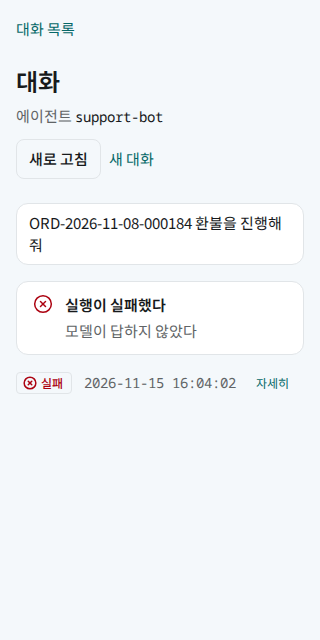 대화 목록
대화
에이전트 support-bot
새로 고침 새 대화
ORD-2026-11-08-000184 환불을 진행해
줘
실행이 실패했다
모델이 답하지 않았다
실패 2026-11-15 16:04:02 자세히